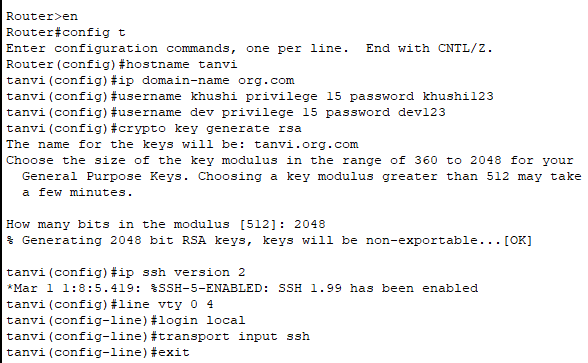 Router>en
Router#config t
Enter configuration commands, one per line.  End with CNTL/Z.
Router(config)#hostname tanvi
tanvi(config)#ip domain-name org.com
tanvi(config)#username khushi privilege 15 password khushi123
tanvi(config)#username dev privilege 15 password dev123
tanvi(config)#crypto key generate rsa
The name for the keys will be: tanvi.org.com
Choose the size of the key modulus in the range of 360 to 2048 for your
  General Purpose Keys. Choosing a key modulus greater than 512 may take
  a few minutes.

How many bits in the modulus [512]: 2048
% Generating 2048 bit RSA keys, keys will be non-exportable...[OK]

tanvi(config)#ip ssh version 2
*Mar 1 1:8:5.419: %SSH-5-ENABLED: SSH 1.99 has been enabled
tanvi(config)#line vty 0 4
tanvi(config-line)#login local
tanvi(config-line)#transport input ssh
tanvi(config-line)#exit